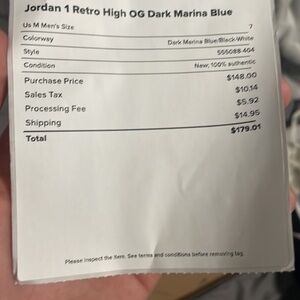 Jordan 1 Retro High OG Dark Marina Blue
US M Men's Size 7
Colorway Dark Marina Blue/Black-White
Style 555088-404
Condition New, 100% authentic
Purchase Price $148.00
Sales Tax $10.14
Processing Fee $5.92
Shipping $14.95
Total $179.01
Please inspect the item. See terms and conditions before removing tag.